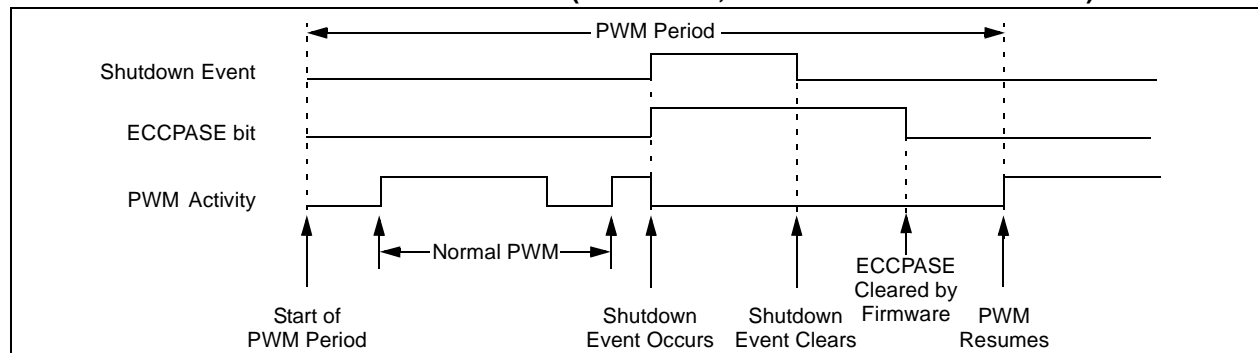 PWM Period
Shutdown Event
ECCPASE bit
PWM Activity
Normal PWM
Start of
PWM Period
Shutdown
Event Occurs
Shutdown
Event Clears
ECCPASE
Cleared by
Firmware
PWM
Resumes